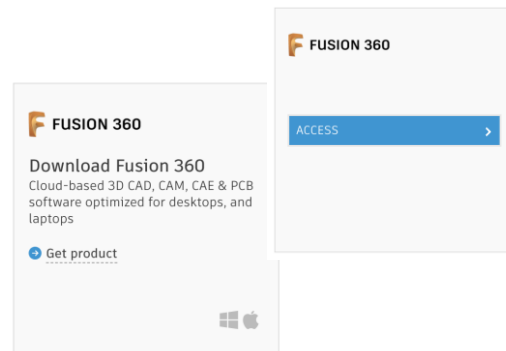 FUSION 360
ACCESS
FUSION 360
Download Fusion 360
Cloud-based 3D CAD, CAM, CAE & PCB
software optimized for desktops, and
laptops
Get product